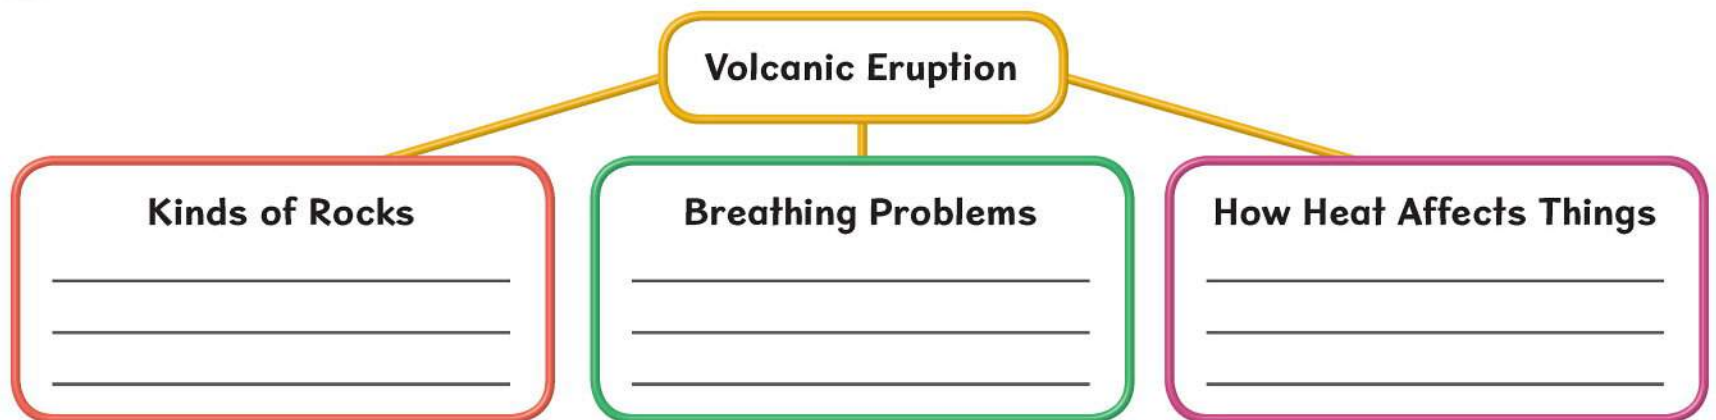 Volcanic Eruption
Kinds of Rocks
Breathing Problems
How Heat Affects Things